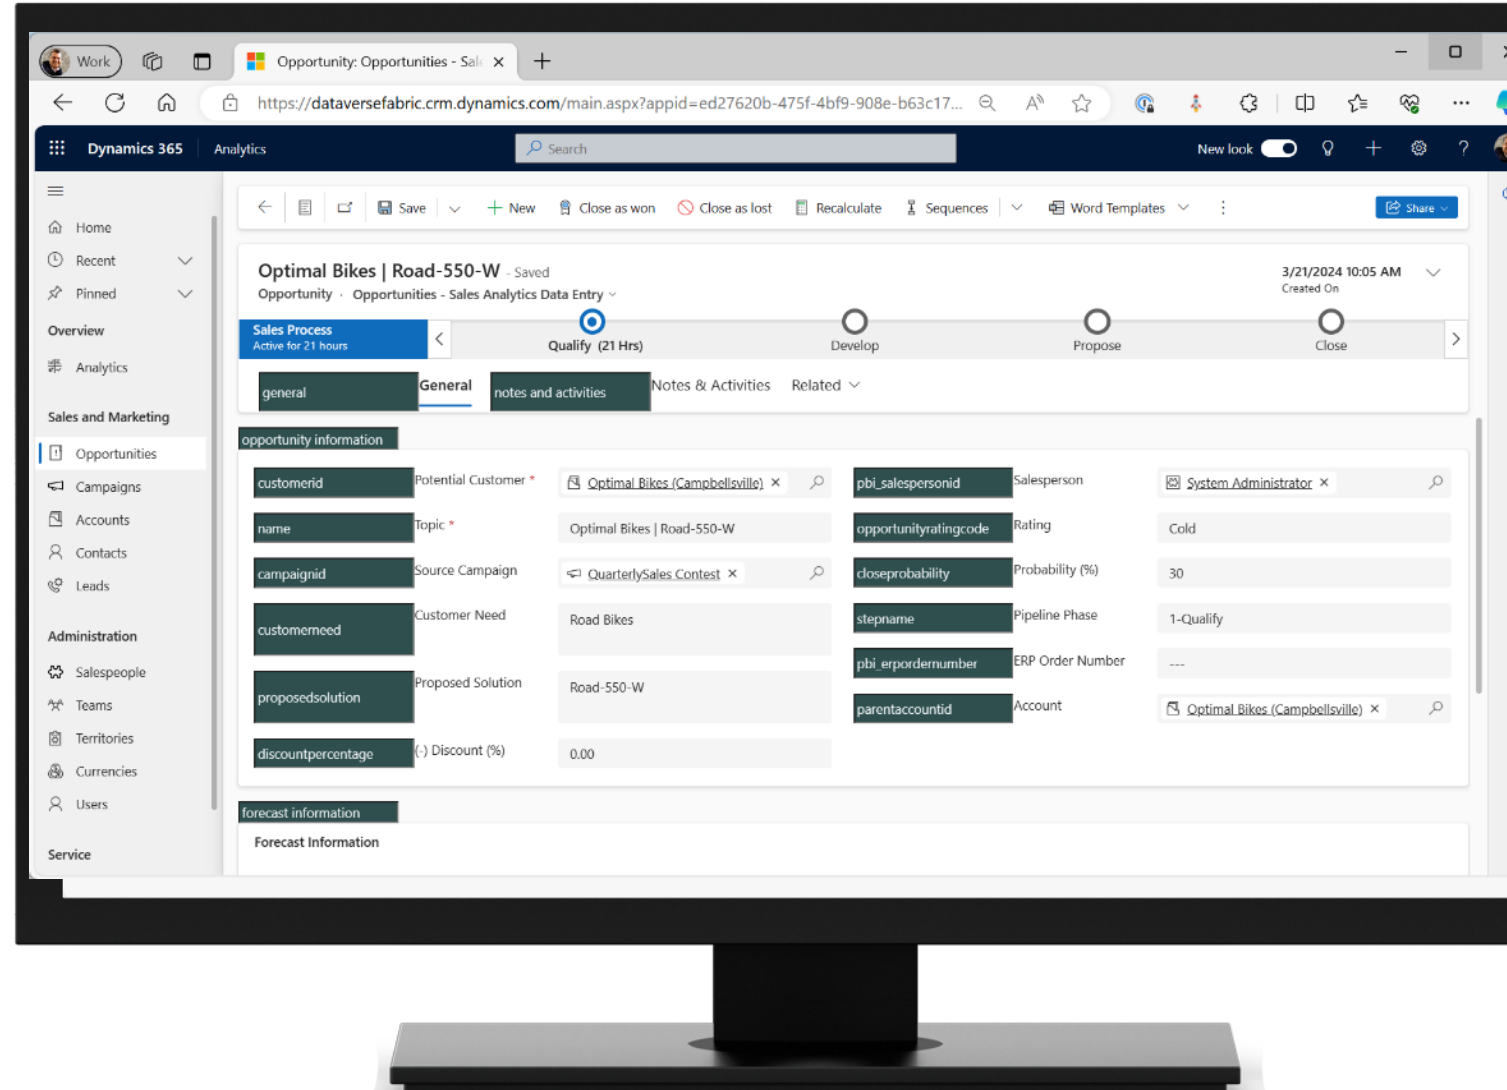 Work
Opportunity: Opportunities - Sal
https://dataversefabric.crm.dynamics.com/main.aspx?appid=ed27620b-475f-4bf9-908e-b63c17...
Dynamics 365 Analytics Search New look
Save New Close as won Close as lost Recalculate Sequences Word Templates Share
Home
Recent
Pinned
Overview
Analytics
Sales and Marketing
Opportunities
Campaigns
Accounts
Contacts
Leads
Administration
Salespeople
Teams
Territories
Currencies
Users
Service
Optimal Bikes | Road-550-W - Saved
Opportunity · Opportunities - Sales Analytics Data Entry
3/21/2024 10:05 AM
Created On
Sales Process
Active for 21 hours
Qualify (21 Hrs) Develop Propose Close
general General notes and activities Notes & Activities Related
opportunity information
customerid Potential Customer * Optimal Bikes (Campbellsville)
name Topic * Optimal Bikes | Road-550-W
campaignid Source Campaign QuarterlySales Contest
customerneed Customer Need Road Bikes
proposedsolution Proposed Solution Road-550-W
discountpercentage (-) Discount (%) 0.00
pbi_salespersonid Salesperson System Administrator
opportunityratingcode Rating Cold
closeprobability Probability (%) 30
stepname Pipeline Phase 1-Qualify
pbi_erpordernumber ERP Order Number ---
parentaccountid Account Optimal Bikes (Campbellsville)
forecast information
Forecast Information